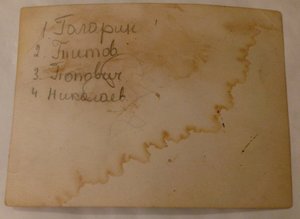 1 Гагарин
2. Титов
3 Попович
4 Николаев